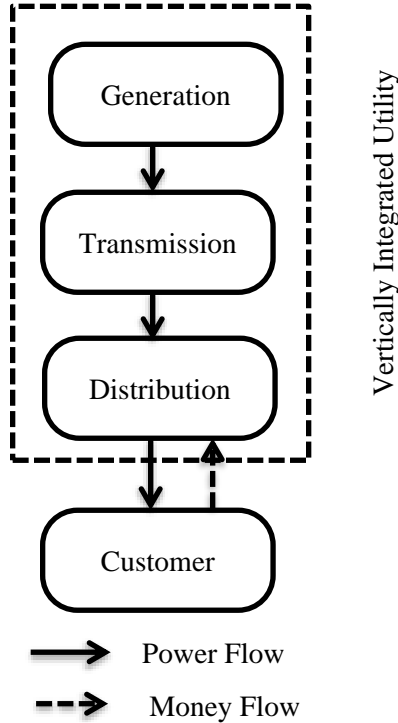 Generation
Transmission
Distribution
Customer
Vertically Integrated Utility
Power Flow
Money Flow